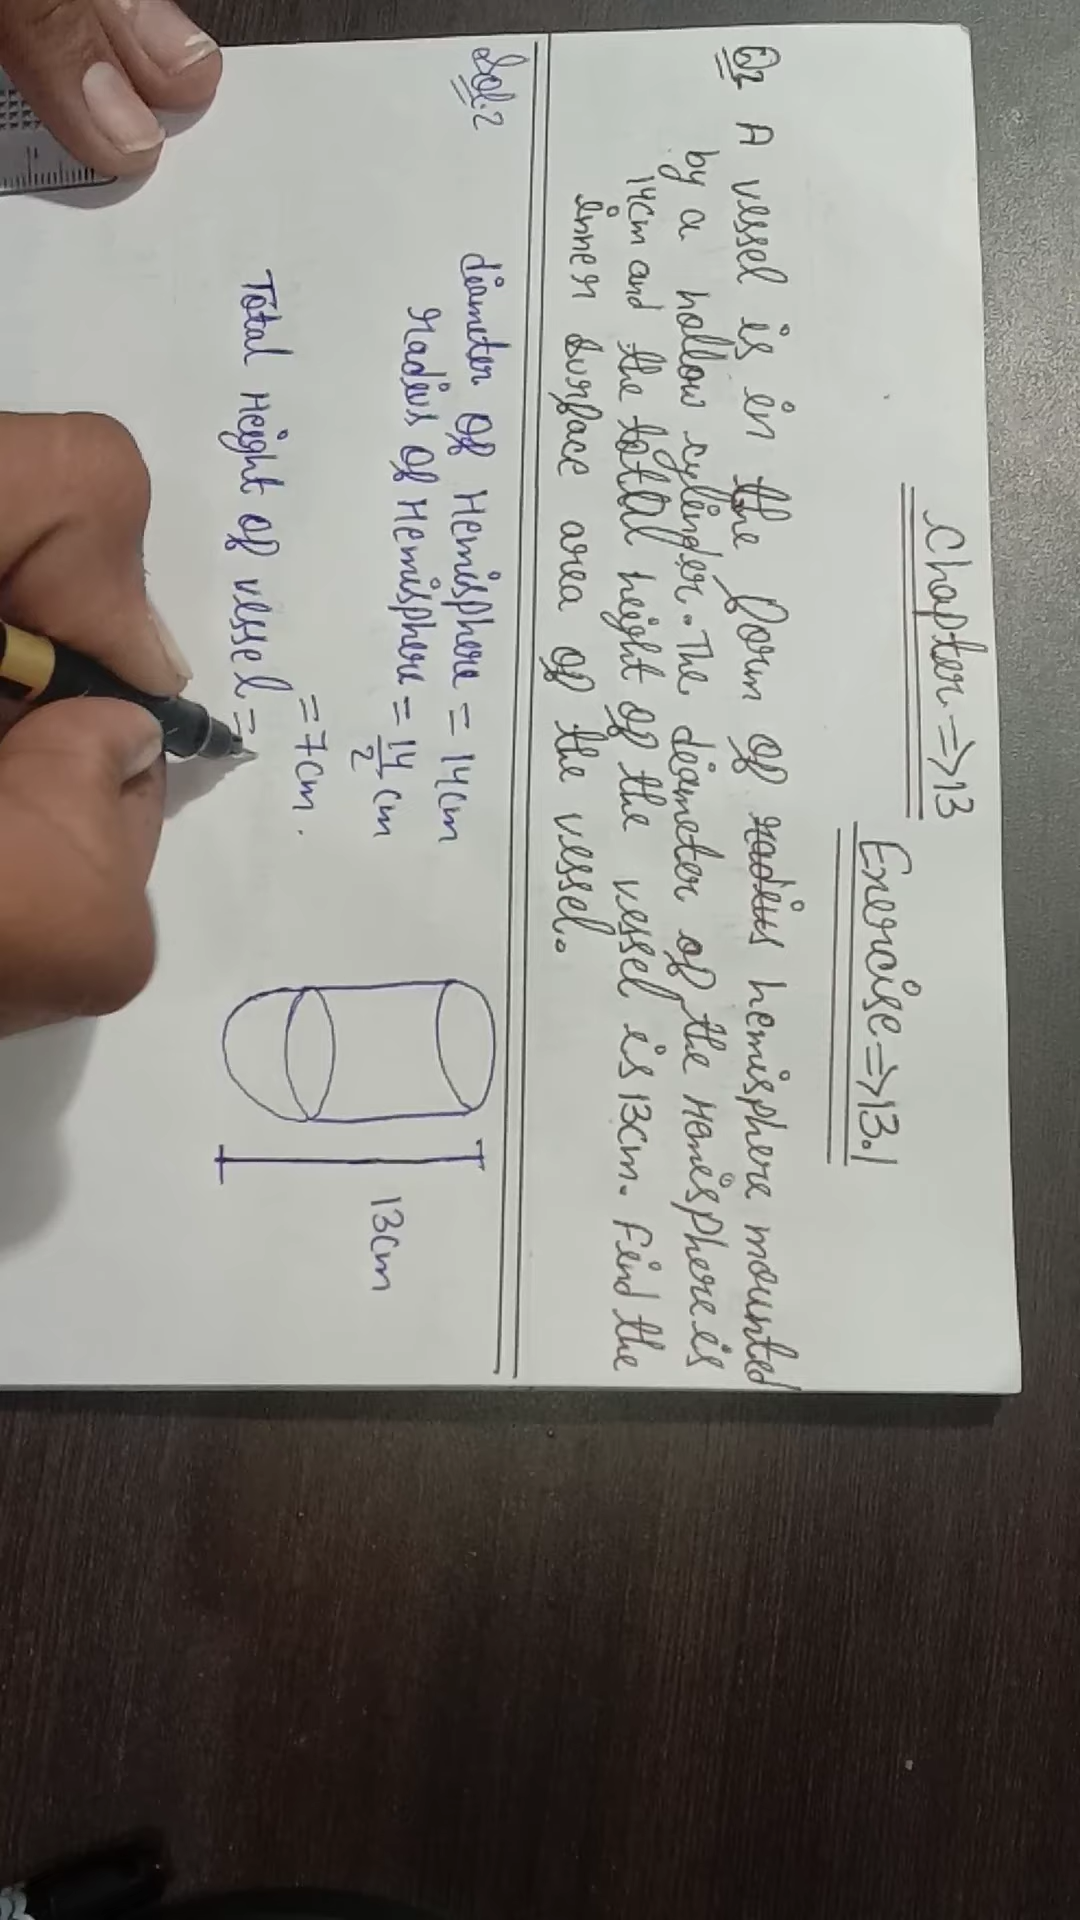 Chapter => 13
Exercise => 13.1
Q2 A vessel is in the form of radius hemisphere mounted
by a hollow cylinder. The diameter of the Hemisphere is
14cm and the total height of the vessel is 13cm. Find the
inner surface area of the vessel.
Sol.2
diameter of Hemisphere = 14cm
radius of Hemisphere = 14/2 cm
= 7cm.
Total Height of vessel =
13cm